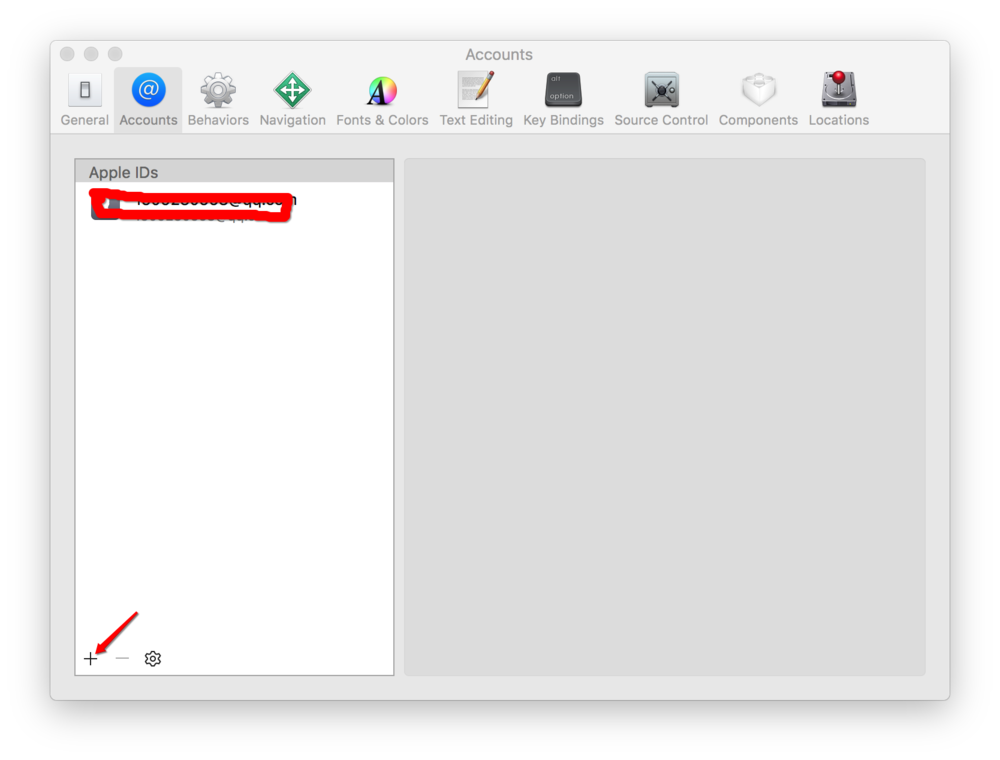 Accounts
General Accounts Behaviors Navigation Fonts & Colors Text Editing Key Bindings Source Control Components Locations
alt
option
Apple IDs